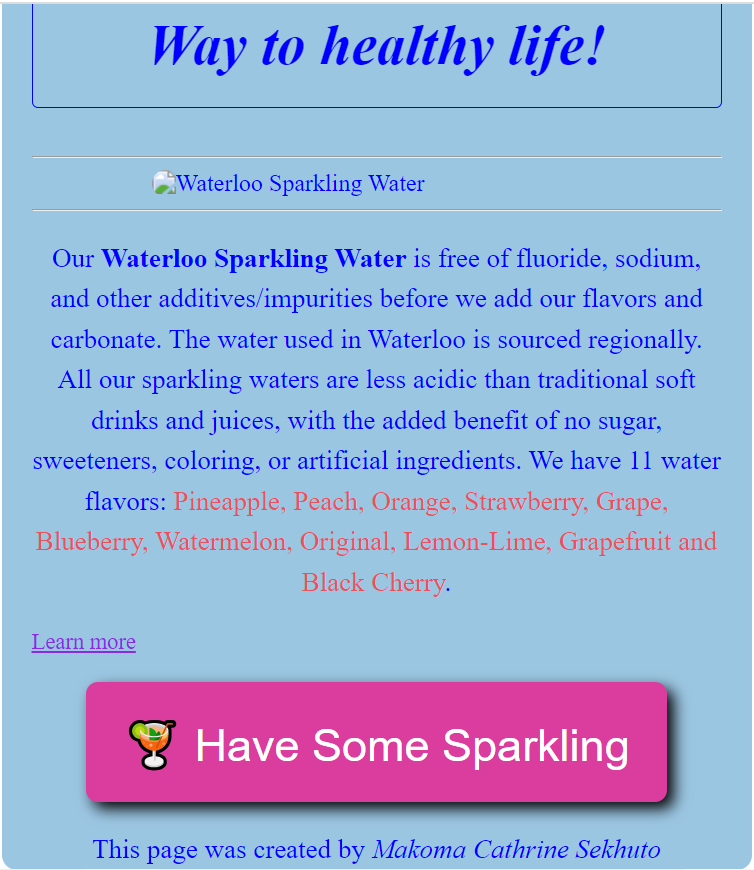 Way to healthy life!
Waterloo Sparkling Water
Our Waterloo Sparkling Water is free of fluoride, sodium,
and other additives/impurities before we add our flavors and
carbonate. The water used in Waterloo is sourced regionally.
All our sparkling waters are less acidic than traditional soft
drinks and juices, with the added benefit of no sugar,
sweeteners, coloring, or artificial ingredients. We have 11 water
flavors: Pineapple, Peach, Orange, Strawberry, Grape,
Blueberry, Watermelon, Original, Lemon-Lime, Grapefruit and
Black Cherry.
Learn more
Have Some Sparkling
This page was created by Makoma Cathrine Sekhuto